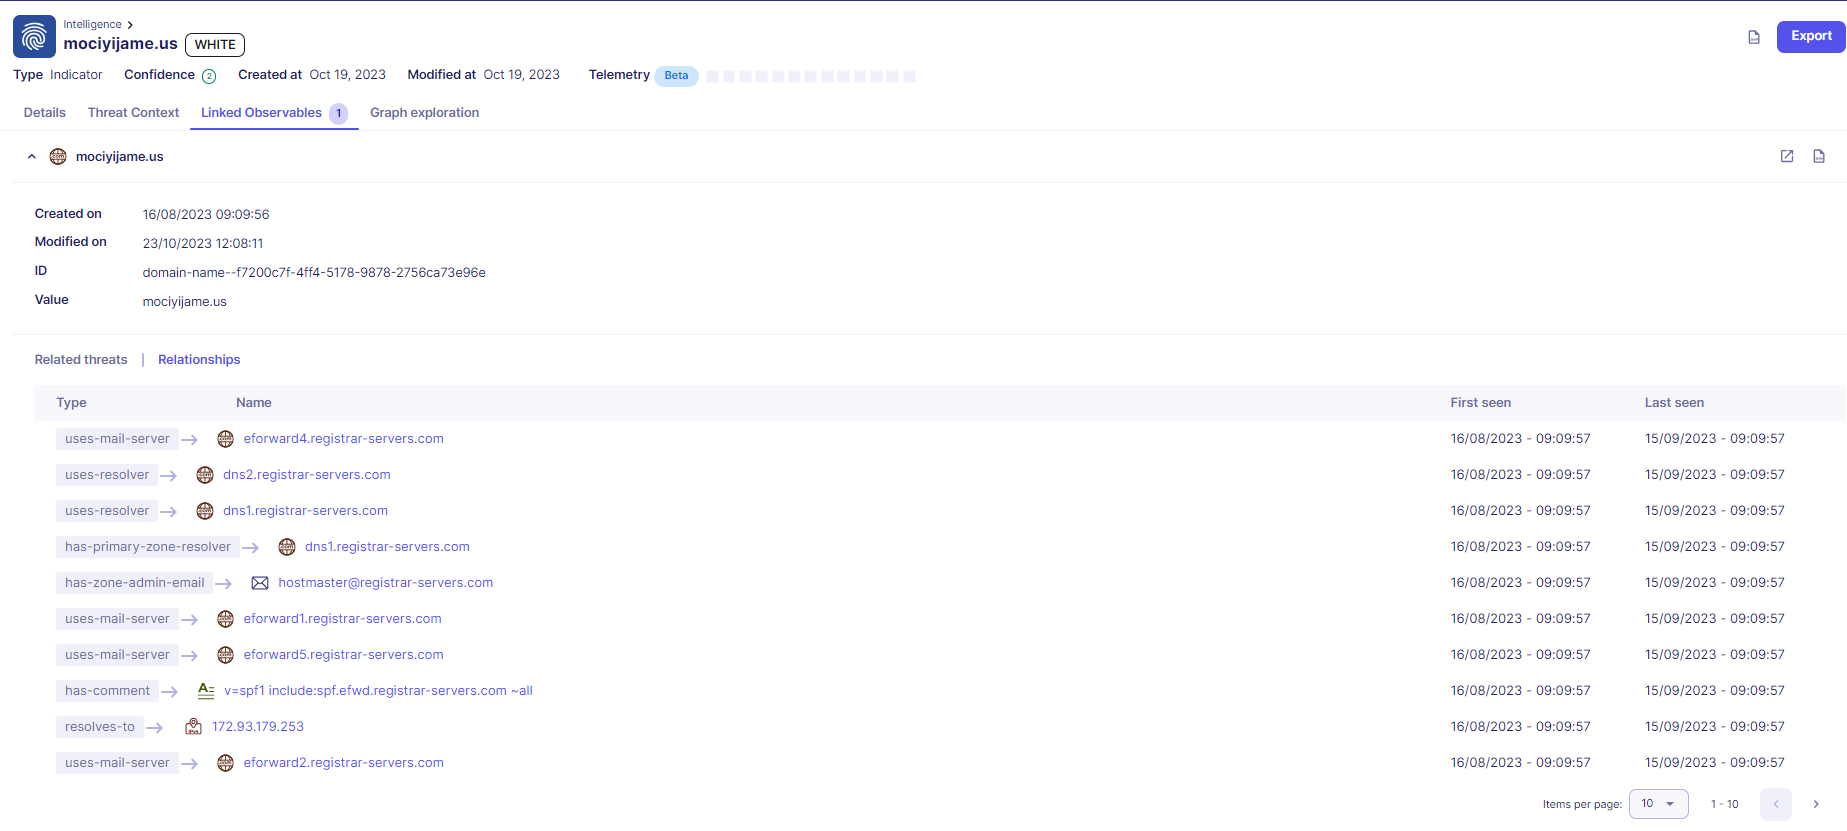 Intelligence
mociyijame.us WHITE
Export
Type Indicator Confidence 2 Created at Oct 19, 2023 Modified at Oct 19, 2023 Telemetry Beta
Details Threat Context Linked Observables 1 Graph exploration
mociyijame.us
Created on 16/08/2023 09:09:56
Modified on 23/10/2023 12:08:11
ID domain-name--f7200c7f-4ff4-5178-9878-2756ca73e96e
Value mociyijame.us
Related threats | Relationships
Type Name First seen Last seen
uses-mail-server eforward4.registrar-servers.com 16/08/2023 - 09:09:57 15/09/2023 - 09:09:57
uses-resolver dns2.registrar-servers.com 16/08/2023 - 09:09:57 15/09/2023 - 09:09:57
uses-resolver dns1.registrar-servers.com 16/08/2023 - 09:09:57 15/09/2023 - 09:09:57
has-primary-zone-resolver dns1.registrar-servers.com 16/08/2023 - 09:09:57 15/09/2023 - 09:09:57
has-zone-admin-email hostmaster@registrar-servers.com 16/08/2023 - 09:09:57 15/09/2023 - 09:09:57
uses-mail-server eforward1.registrar-servers.com 16/08/2023 - 09:09:57 15/09/2023 - 09:09:57
uses-mail-server eforward5.registrar-servers.com 16/08/2023 - 09:09:57 15/09/2023 - 09:09:57
has-comment v=spf1 include:spf.efwd.registrar-servers.com ~all 16/08/2023 - 09:09:57 15/09/2023 - 09:09:57
resolves-to 172.93.179.253 16/08/2023 - 09:09:57 15/09/2023 - 09:09:57
uses-mail-server eforward2.registrar-servers.com 16/08/2023 - 09:09:57 15/09/2023 - 09:09:57
Items per page: 10 1 - 10